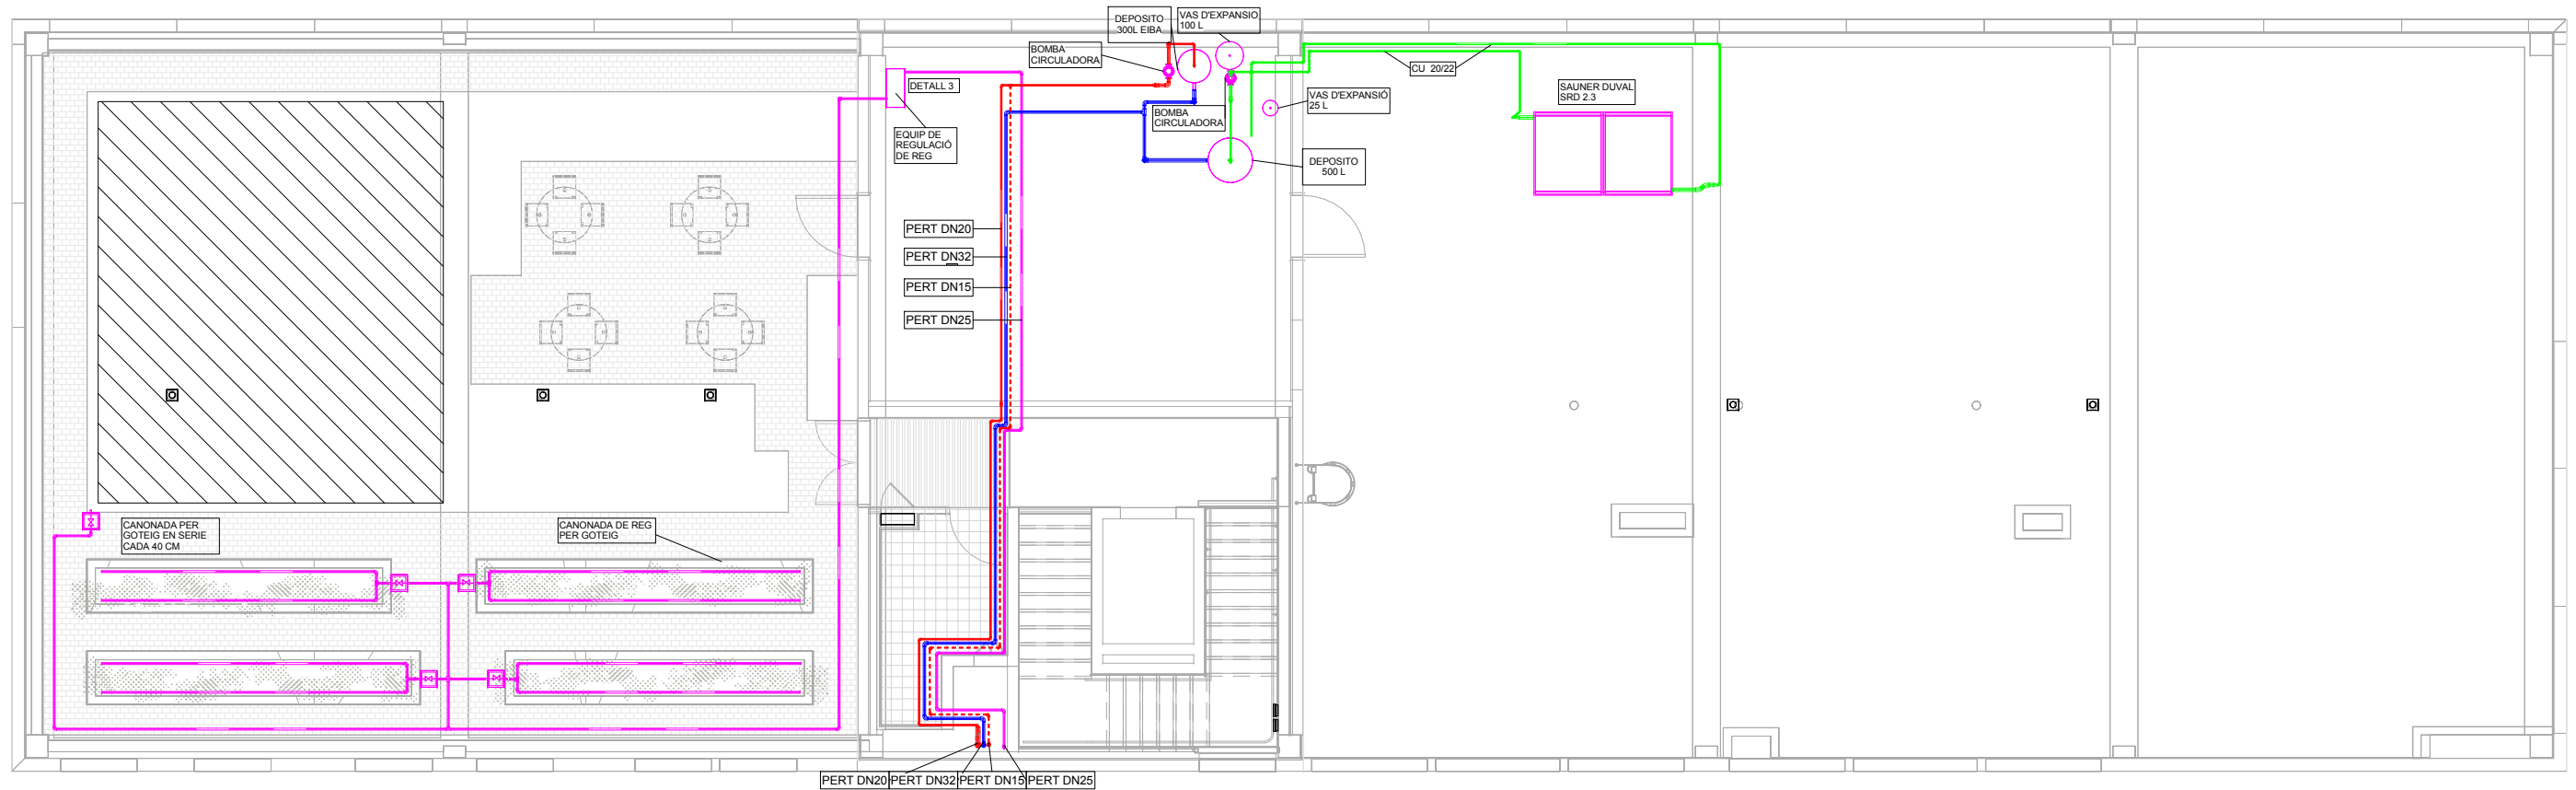 DEPOSITO
300L EIBA
VAS D'EXPANSIO
100 L
BOMBA
CIRCULADORA
DETALL 3
EQUIP DE
REGULACIÓ
DE REG
BOMBA
CIRCULADORA
VAS D'EXPANSIÓ
25 L
CU 20/22
SAUNER DUVAL
SRD 2.3
DEPOSITO
500 L
PERT DN20
PERT DN32
PERT DN15
PERT DN25
CANONADA PER
GOTEIG EN SERIE
CADA 40 CM
CANONADA DE REG
PER GOTEIG
PERT DN20
PERT DN32
PERT DN15
PERT DN25